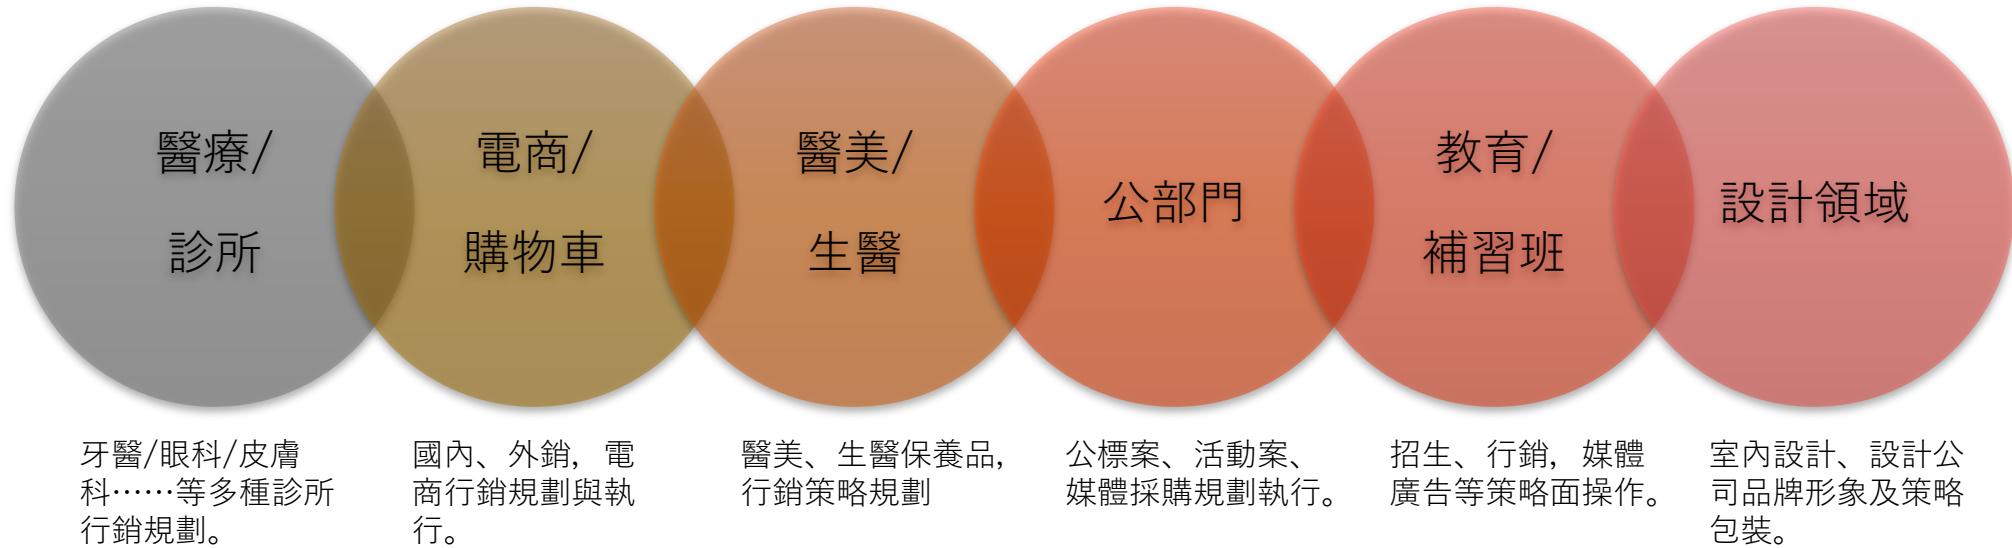 醫療/
診所
電商/
購物車
醫美/
生醫
公部門
教育/
補習班
設計領域
牙醫/眼科/皮膚
科……等多種診所
行銷規劃。
國內、外銷，電
商行銷規劃與執
行。
醫美、生醫保養品，
行銷策略規劃
公標案、活動案、
媒體採購規劃執行。
招生、行銷，媒體
廣告等策略面操作。
室內設計、設計公
司品牌形象及策略
包裝。